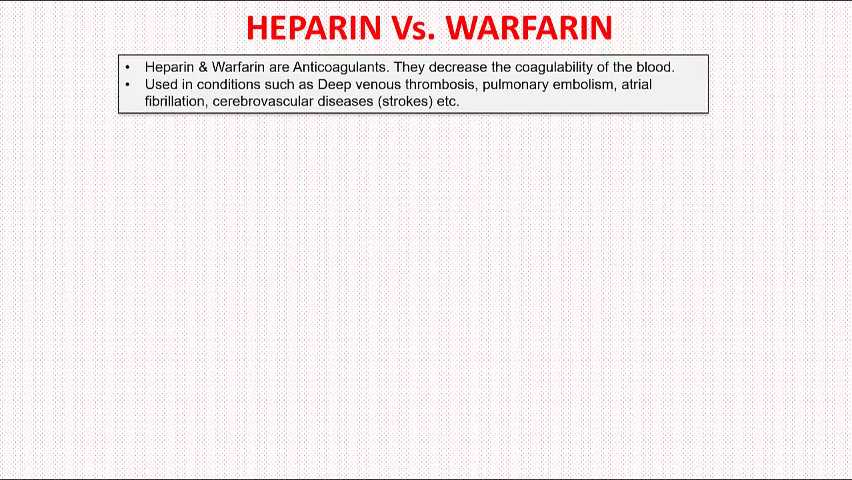 HEPARIN Vs. WARFARIN
• Heparin & Warfarin are Anticoagulants. They decrease the coagulability of the blood.
• Used in conditions such as Deep venous thrombosis, pulmonary embolism, atrial
fibrillation, cerebrovascular diseases (strokes) etc.